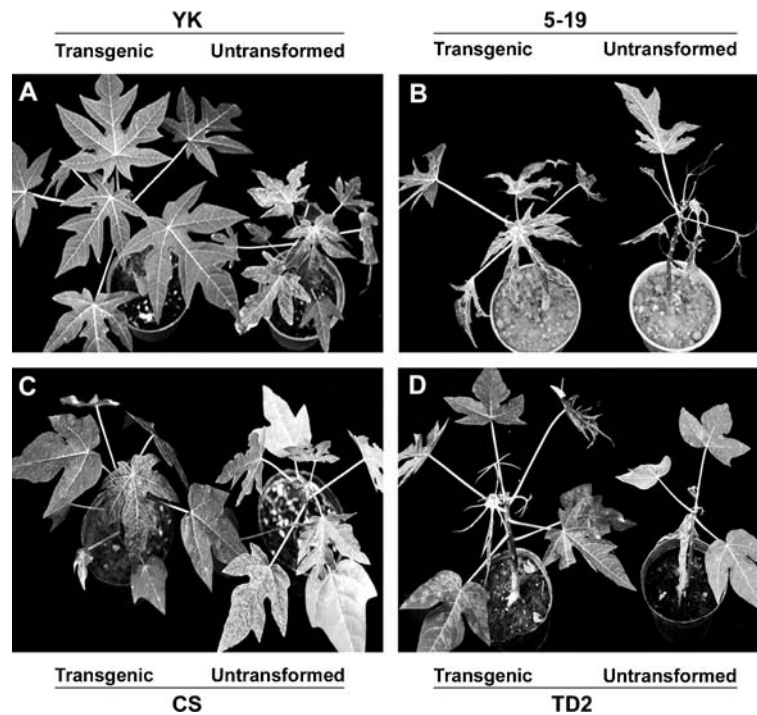 YK
Transgenic Untransformed
5-19
Transgenic Untransformed
A
B
C
D
Transgenic Untransformed
CS
Transgenic Untransformed
TD2